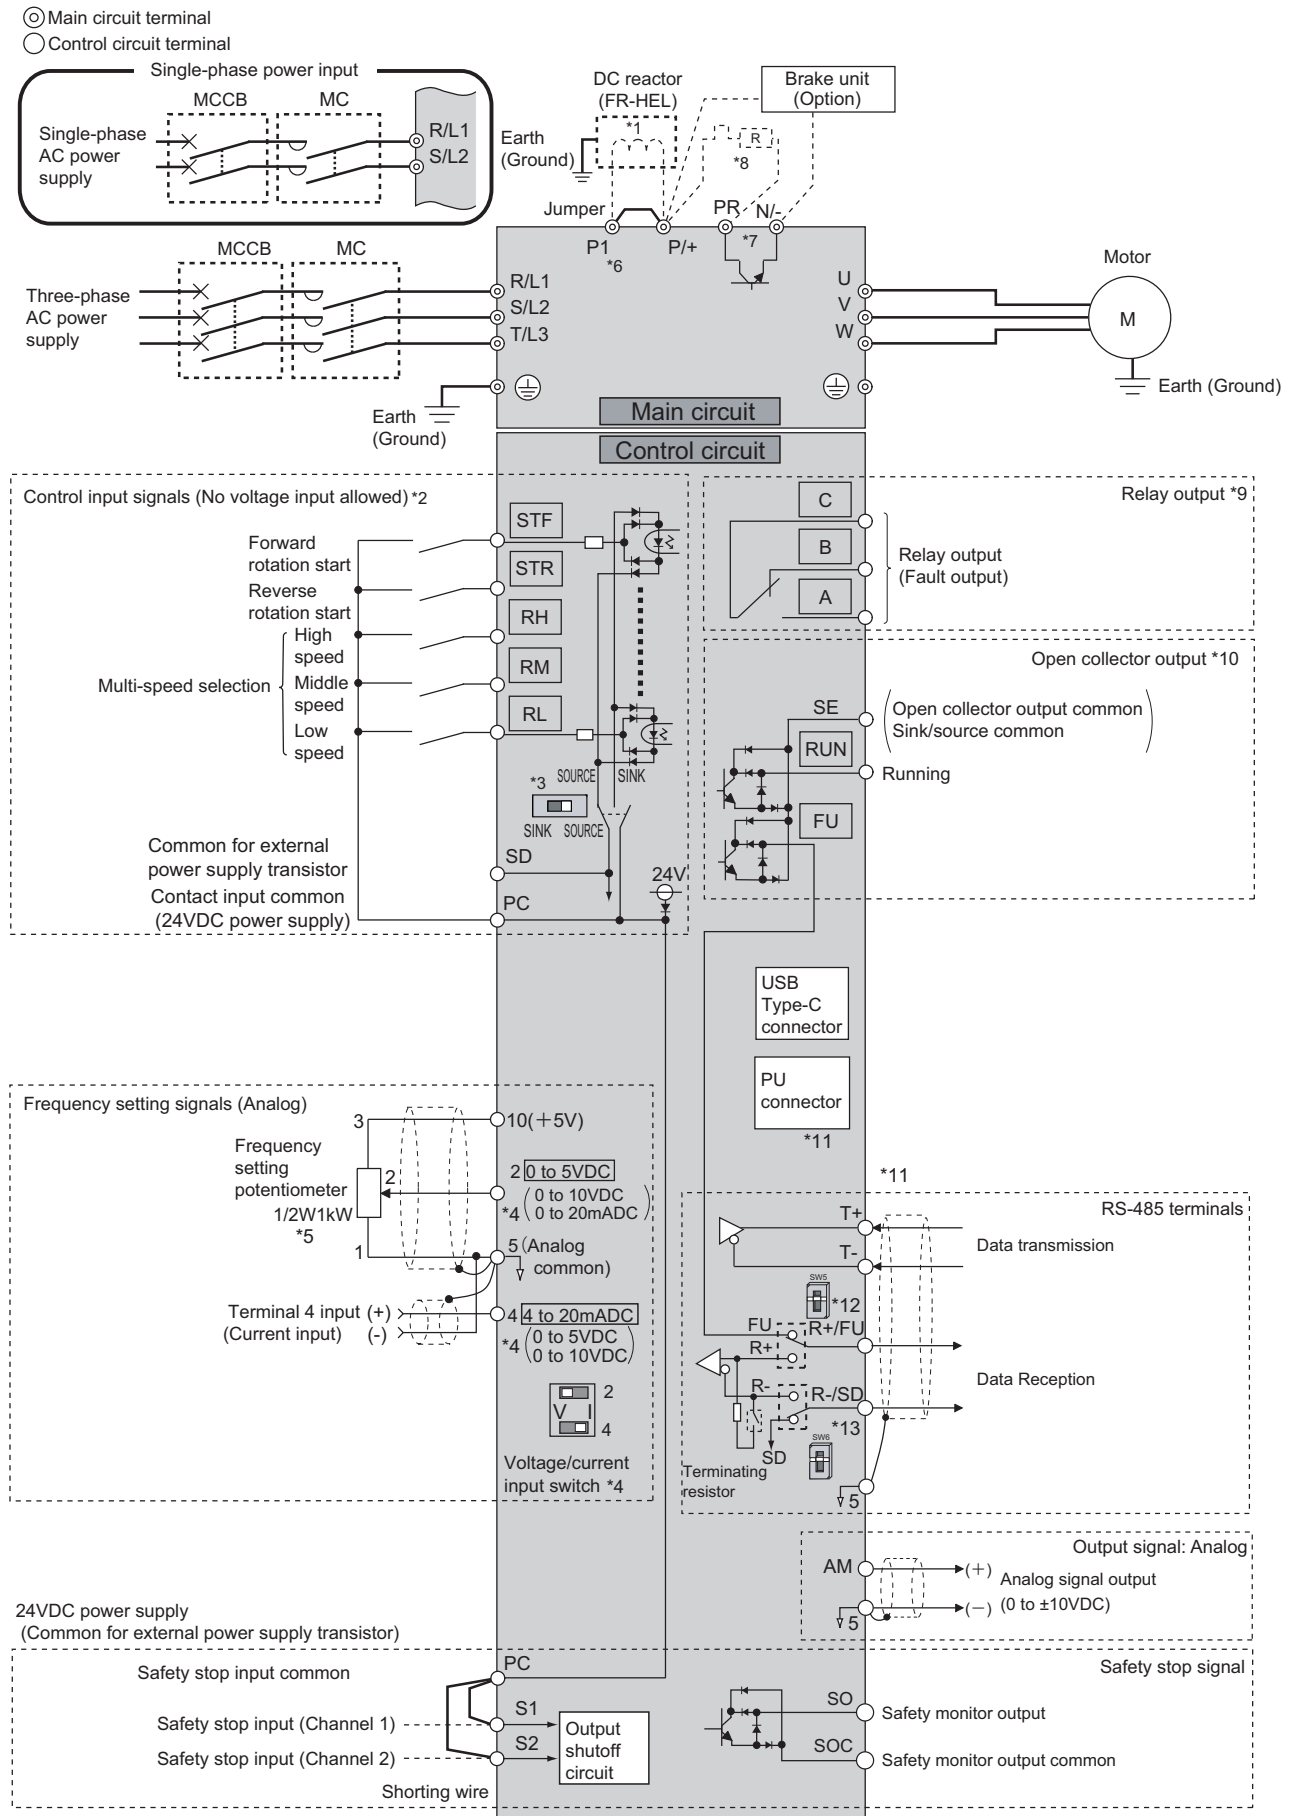 Main circuit terminal
Control circuit terminal
Single-phase power input
MCCB MC
Single-phase
AC power
supply
R/L1
S/L2
Earth
(Ground)
DC reactor
(FR-HEL)
*1
Brake unit
(Option)
R
*8
Jumper
P1
*6
P/+
PR
*7
N/-
MCCB MC
Three-phase
AC power
supply
R/L1
S/L2
T/L3
Earth
(Ground)
U
V
W
Motor
M
Earth (Ground)
Main circuit
Control circuit
Control input signals (No voltage input allowed) *2
Forward
rotation start
Reverse
rotation start
Multi-speed selection
High
speed
Middle
speed
Low
speed
STF
STR
RH
RM
RL
*3
SOURCE SINK
SINK SOURCE
Common for external
power supply transistor
SD
Contact input common
(24VDC power supply)
PC
24V
Relay output *9
C
B
A
Relay output
(Fault output)
Open collector output *10
SE
Open collector output common
Sink/source common
RUN
Running
FU
USB
Type-C
connector
PU
connector
*11
Frequency setting signals (Analog)
3
10(+5V)
Frequency
setting
potentiometer
1/2W1kW
*5
2
2 0 to 5VDC
*4 (0 to 10VDC
0 to 20mADC)
1
5 (Analog
common)
Terminal 4 input (+)
(Current input) (-)
4 4 to 20mADC
*4 (0 to 5VDC
0 to 10VDC)
2
V I
4
Voltage/current
input switch *4
*11
RS-485 terminals
T+
T-
Data transmission
SW5
*12
FU
R+
R+/FU
R-
R-/SD
Data Reception
*13
SW6
SD
Terminating
resistor
5
Output signal: Analog
AM
(+)
Analog signal output
(0 to ±10VDC)
(−)
5
24VDC power supply
(Common for external power supply transistor)
Safety stop input common
PC
Safety stop input (Channel 1)
S1
Safety stop input (Channel 2)
S2
Shorting wire
Output
shutoff
circuit
Safety stop signal
SO
Safety monitor output
SOC
Safety monitor output common